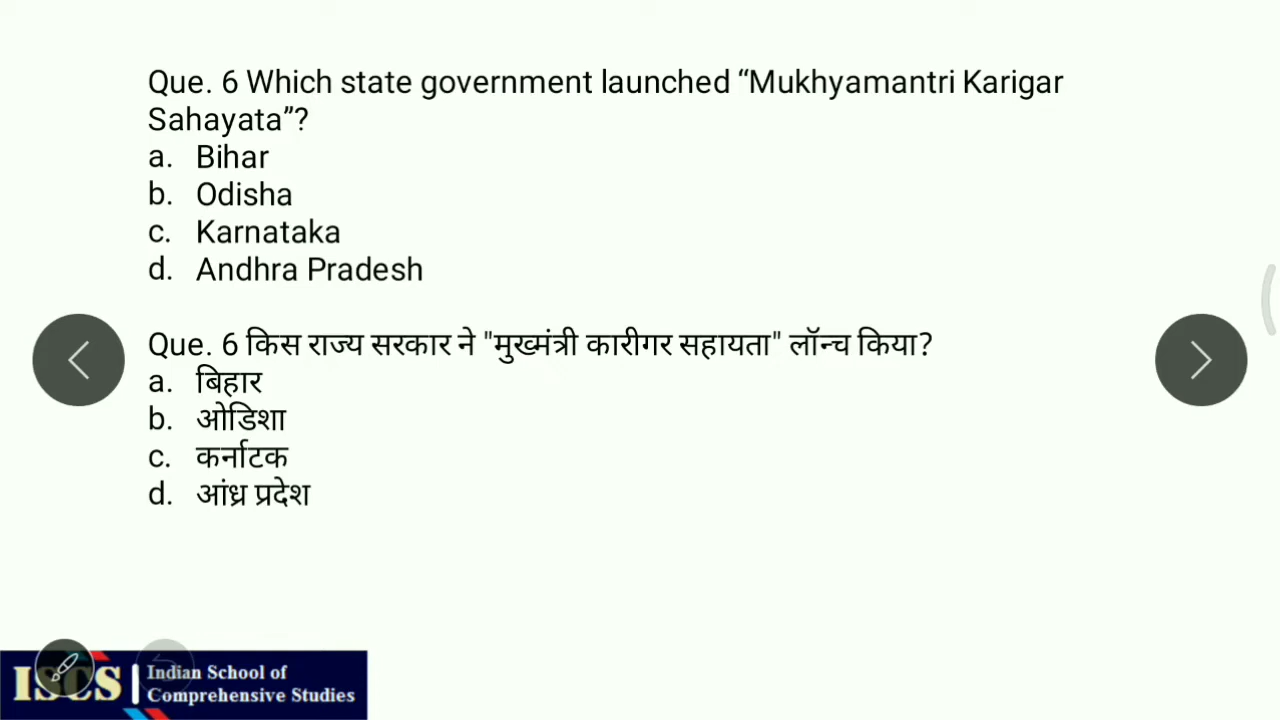 Que. 6 Which state government launched “Mukhyamantri Karigar
Sahayata”?
a. Bihar
b. Odisha
c. Karnataka
d. Andhra Pradesh
Que. 6 किस राज्य सरकार ने "मुख्मंत्री कारीगर सहायता" लॉन्च किया?
a. बिहार
b. ओडिशा
c. कर्नाटक
d. आंध्र प्रदेश
ISCS
Indian School of
Comprehensive Studies